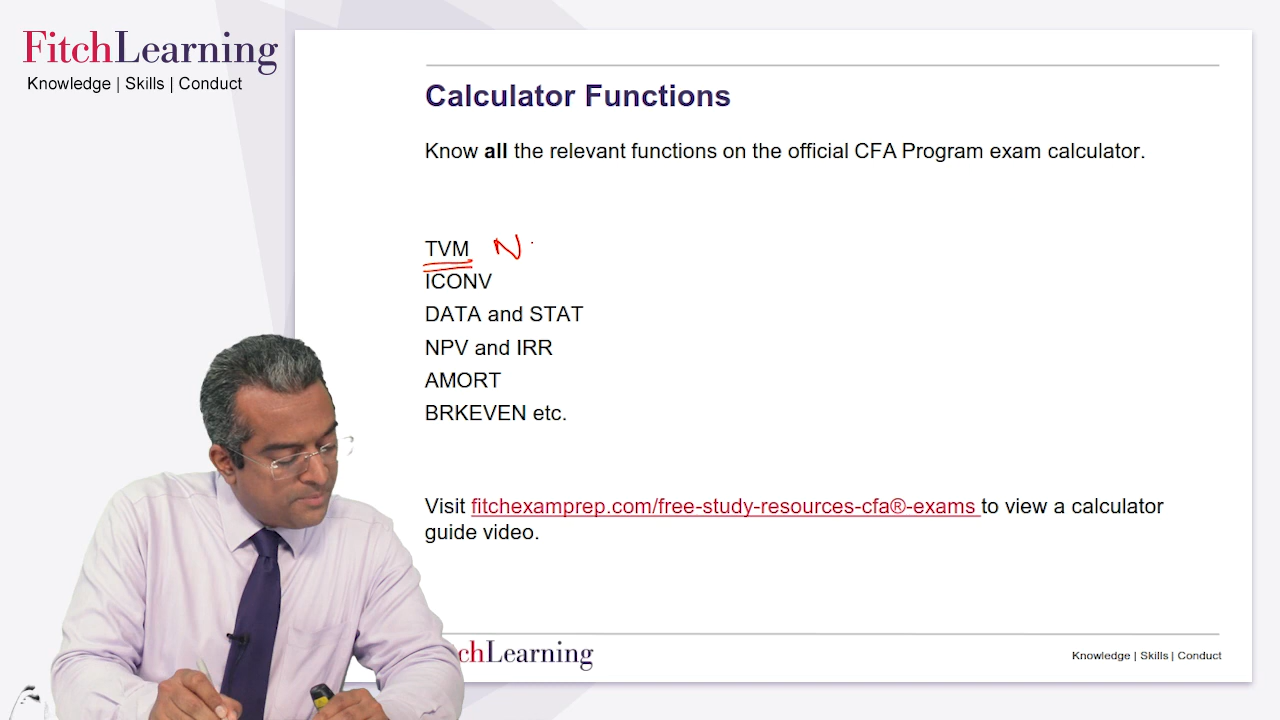 FitchLearning
Knowledge | Skills | Conduct
Calculator Functions
Know all the relevant functions on the official CFA Program exam calculator.
TVM N
ICONV
DATA and STAT
NPV and IRR
AMORT
BRKEVEN etc.
Visit fitchexamprep.com/free-study-resources-cfa®-exams to view a calculator
guide video.
chLearning
Knowledge | Skills | Conduct